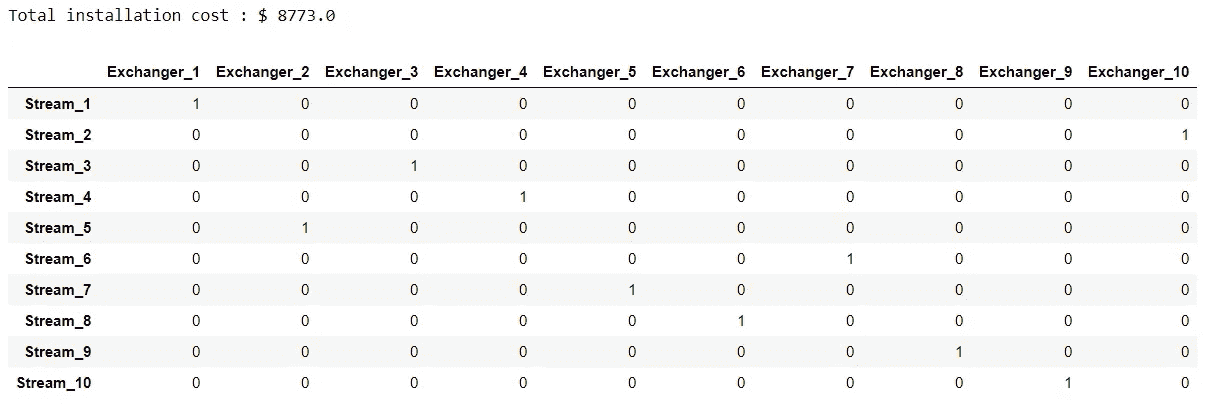 Total installation cost : $ 8773.0
Exchanger_1 Exchanger_2 Exchanger_3 Exchanger_4 Exchanger_5 Exchanger_6 Exchanger_7 Exchanger_8 Exchanger_9 Exchanger_10
Stream_1 1 0 0 0 0 0 0 0 0 0
Stream_2 0 0 0 0 0 0 0 0 0 1
Stream_3 0 0 1 0 0 0 0 0 0 0
Stream_4 0 0 0 1 0 0 0 0 0 0
Stream_5 0 1 0 0 0 0 0 0 0 0
Stream_6 0 0 0 0 0 0 1 0 0 0
Stream_7 0 0 0 0 1 0 0 0 0 0
Stream_8 0 0 0 0 0 1 0 0 0 0
Stream_9 0 0 0 0 0 0 0 1 0 0
Stream_10 0 0 0 0 0 0 0 0 1 0